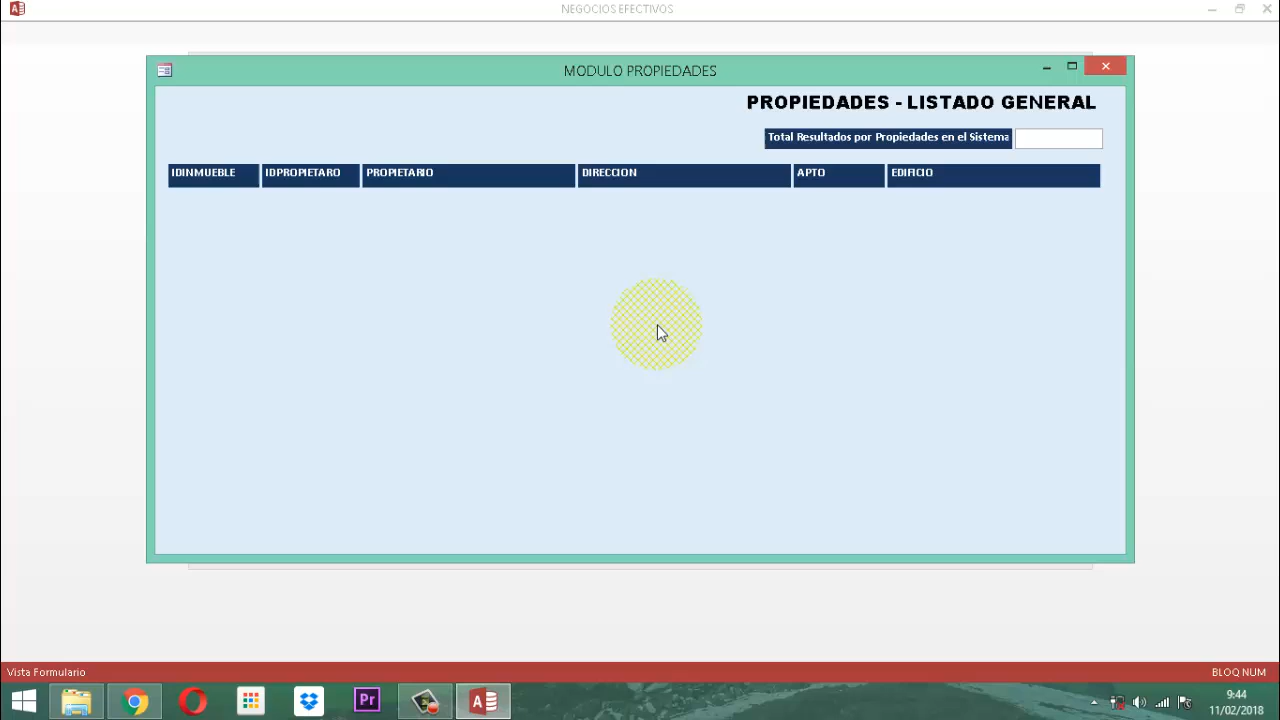 NEGOCIOS EFECTIVOS
MODULO PROPIEDADES
PROPIEDADES - LISTADO GENERAL
Total Resultados por Propiedades en el Sistema
IDINMUEBLE IDPROPIETARO PROPIETARIO DIRECCION APTO EDIFICIO
Vista Formulario BLOQ NUM
Pr
9:44
11/02/2018